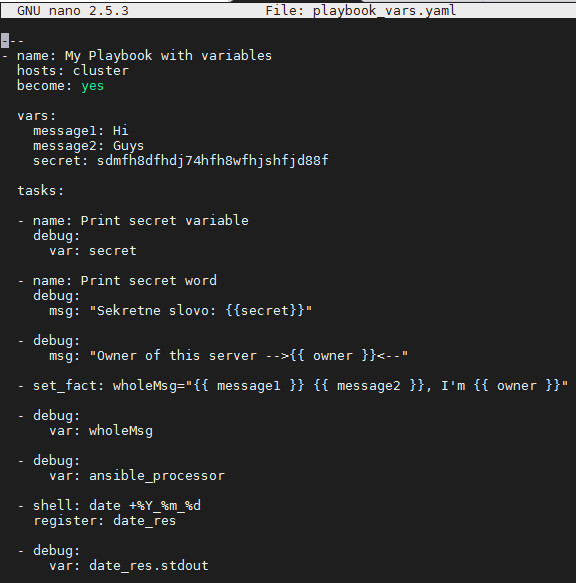 GNU nano 2.5.3 File: playbook_vars.yaml
---
- name: My Playbook with variables
  hosts: cluster
  become: yes

  vars:
    message1: Hi
    message2: Guys
    secret: sdmfh8dfhdj74hfh8wfhjshfjd88f

  tasks:

  - name: Print secret variable
    debug:
      var: secret

  - name: Print secret word
    debug:
      msg: "Sekretne slovo: {{secret}}"

  - debug:
      msg: "Owner of this server -->{{ owner }}<--"

  - set_fact: wholeMsg="{{ message1 }} {{ message2 }}, I'm {{ owner }}"

  - debug:
      var: wholeMsg

  - debug:
      var: ansible_processor

  - shell: date +%Y_%m_%d
    register: date_res

  - debug:
      var: date_res.stdout